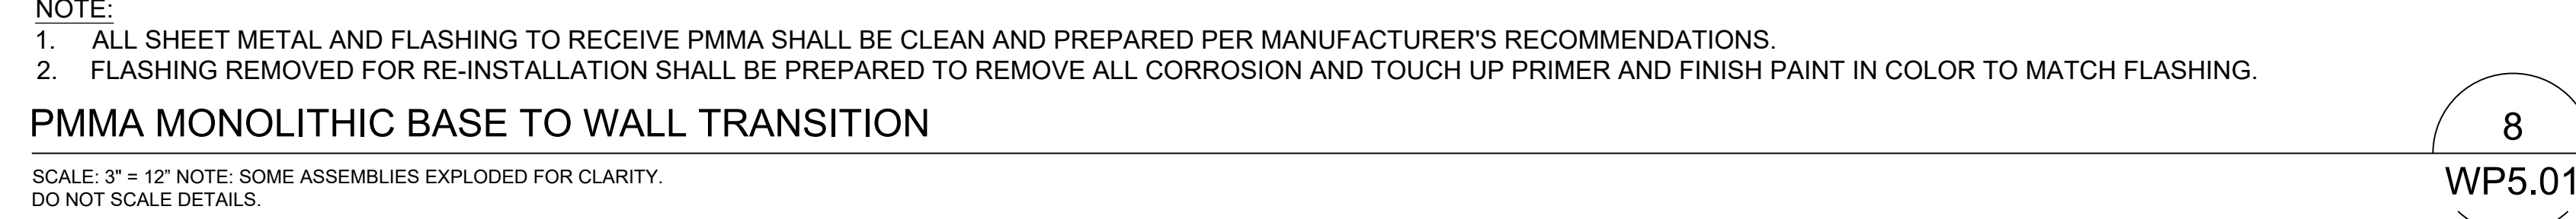 NOTE:
1. ALL SHEET METAL AND FLASHING TO RECEIVE PMMA SHALL BE CLEAN AND PREPARED PER MANUFACTURER'S RECOMMENDATIONS.
2. FLASHING REMOVED FOR RE-INSTALLATION SHALL BE PREPARED TO REMOVE ALL CORROSION AND TOUCH UP PRIMER AND FINISH PAINT IN COLOR TO MATCH FLASHING.
PMMA MONOLITHIC BASE TO WALL TRANSITION
8
SCALE: 3" = 12” NOTE: SOME ASSEMBLIES EXPLODED FOR CLARITY.
WP5.01
DO NOT SCALE DETAILS.